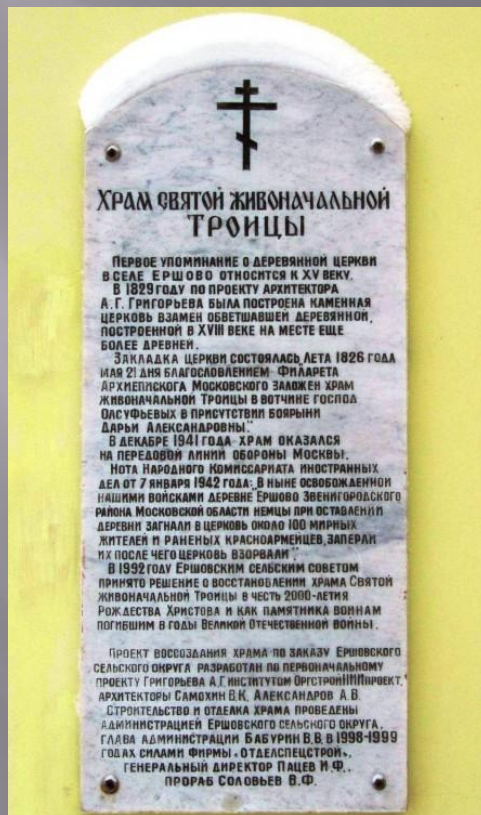 ХРАМ СВЯТОЙ ЖИВОНАЧАЛЬНОЙ
ТРОИЦЫ
ПЕРВОЕ УПОМИНАНИЕ О ДЕРЕВЯННОЙ ЦЕРКВИ
В СЕЛЕ ЕРШОВО ОТНОСИТСЯ К XV ВЕКУ.
В 1829 ГОДУ ПО ПРОЕКТУ АРХИТЕКТОРА
А.Г. ГРИГОРЬЕВА БЫЛА ПОСТРОЕНА КАМЕННАЯ
ЦЕРКОВЬ ВЗАМЕН ОБВЕТШАВШЕЙ ДЕРЕВЯННОЙ,
ПОСТРОЕННОЙ В XVIII ВЕКЕ НА МЕСТЕ ЕЩЕ
БОЛЕЕ ДРЕВНЕЙ.
ЗАКЛАДКА ЦЕРКВИ СОСТОЯЛАСЬ „ЛЕТА 1826 ГОДА
МАЯ 21 ДНЯ БЛАГОСЛОВЛЕНИЕМ ФИЛАРЕТА
АРХИЕПИСКОГА МОСКОВСКОГО ЗАЛОЖЕН ХРАМ
ЖИВОНАЧАЛЬНОЙ ТРОИЦЫ В ВОТЧИНЕ ГОСПОД
ОЛСУФЬЕВЫХ В ПРИСУТСТВИИ БОЯРЫНИ
ДАРЬИ АЛЕКСАНДРОВНЫ."
В ДЕКАБРЕ 1941 ГОДА ХРАМ ОКАЗАЛСЯ
НА ПЕРЕДОВОЙ ЛИНИИ ОБОРОНЫ МОСКВЫ.
НОТА НАРОДНОГО КОМИССАРИАТА ИНОСТРАННЫХ
ДЕЛ ОТ 7 ЯНВАРЯ 1942 ГОДА: „В НЫНЕ ОСВОБОЖДЕННОЙ
НАШИМИ ВОЙСКАМИ ДЕРЕВНЕ "ЕРШОВО ЗВЕНИГОРОДСКОГО
РАЙОНА МОСКОВСКОЙ ОБЛАСТИ НЕМЦЫ ПРИ ОСТАВЛЕНИИ
ДЕРЕВНИ ЗАГНАЛИ В ЦЕРКОВЬ ОКОЛО 100 МИРНЫХ
ЖИТЕЛЕЙ И РАНЕНЫХ КРАСНОАРМЕЙЦЕВ, ЗАПЕРЛИ
ИХ ПОСЛЕ ЧЕГО ЦЕРКОВЬ ВЗОРВАЛИ".
В 1992 ГОДУ ЕРШОВСКИМ СЕЛЬСКИМ СОВЕТОМ
ПРИНЯТО РЕШЕНИЕ О ВОССТАНОВЛЕНИИ ХРАМА СВЯТОЙ
ЖИВОНАЧАЛЬНОЙ ТРОИЦЫ В ЧЕСТЬ 2000-ЛЕТИЯ
РОЖДЕСТВА ХРИСТОВА И КАК ПАМЯТНИКА ВОИНАМ
ПОГИБШИМ В ГОДЫ ВЕЛИКОЙ ОТЕЧЕСТВЕННОЙ ВОЙНЫ.
ПРОЕКТ ВОССОЗДАНИЯ ХРАМА ПО ЗАКАЗУ ЕРШОВСКОГО
СЕЛЬСКОГО ОКРУГА РАЗРАБОТАН ПО ПЕРВОНАЧАЛЬНОМУ
ПРОЕКТУ ГРИГОРЬЕВА А.Г. ИНСТИТУТОМ ОРГСТРОЙНИИПРОЕКТ.
АРХИТЕКТОРЫ САМОХИН В.К. АЛЕКСАНДРОВ А.В.
СТРОИТЕЛЬСТВО И ОТДЕЛКА ХРАМА ПРОВЕДЕНЫ
АДМИНИСТРАЦИЕЙ ЕРШОВСКОГО СЕЛЬСКОГО ОКРУГА,
ГЛАВА АДМИНИСТРАЦИИ БАБУРИН В.В. В 1998-1999
ГОДАХ СИЛАМИ ФИРМЫ «ОТДЕЛСПЕЦСТРОЙ»,
ГЕНЕРАЛЬНЫЙ ДИРЕКТОР ПАЦЕВ И.Ф.,
ПРОРАБ СОЛОВЬЕВ В.Ф.